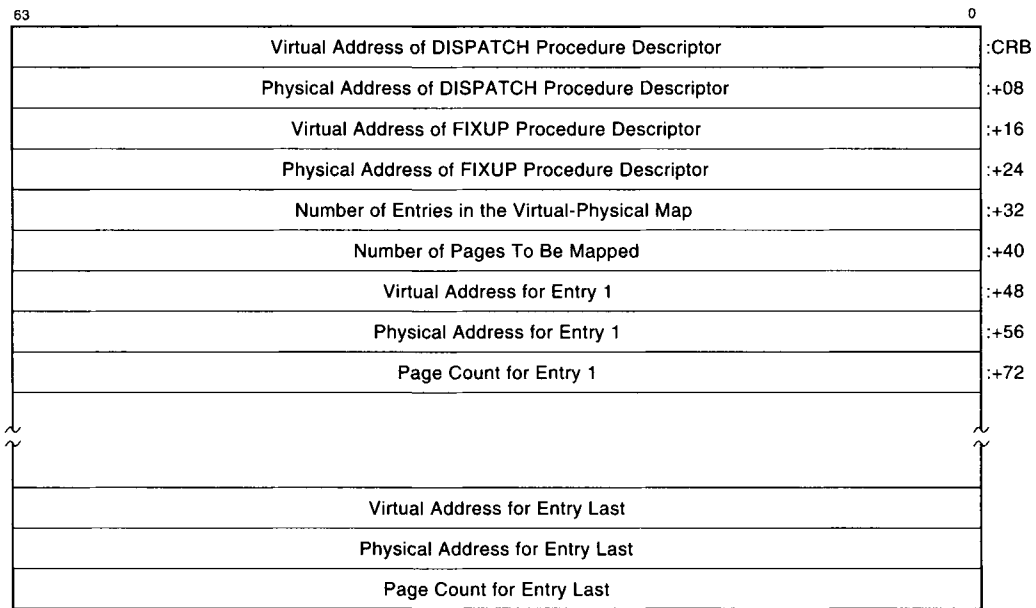 63 0
Virtual Address of DISPATCH Procedure Descriptor :CRB
Physical Address of DISPATCH Procedure Descriptor :+08
Virtual Address of FIXUP Procedure Descriptor :+16
Physical Address of FIXUP Procedure Descriptor :+24
Number of Entries in the Virtual-Physical Map :+32
Number of Pages To Be Mapped :+40
Virtual Address for Entry 1 :+48
Physical Address for Entry 1 :+56
Page Count for Entry 1 :+72
Virtual Address for Entry Last
Physical Address for Entry Last
Page Count for Entry Last